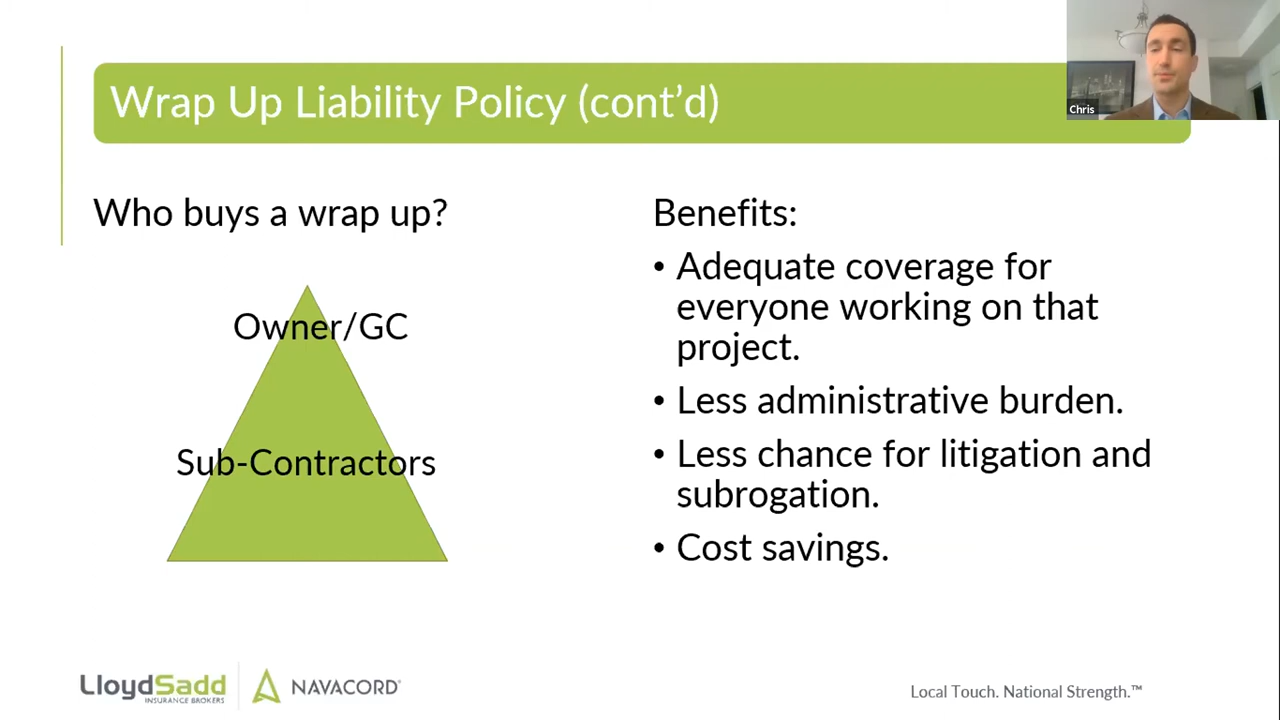 Wrap Up Liability Policy (cont’d)
Chris
Who buys a wrap up?
Owner/GC
Sub-Contractors
Benefits:
• Adequate coverage for
everyone working on that
project.
• Less administrative burden.
• Less chance for litigation and
subrogation.
• Cost savings.
LloydSadd
INSURANCE BROKERS
NAVACORD®
Local Touch. National Strength.™